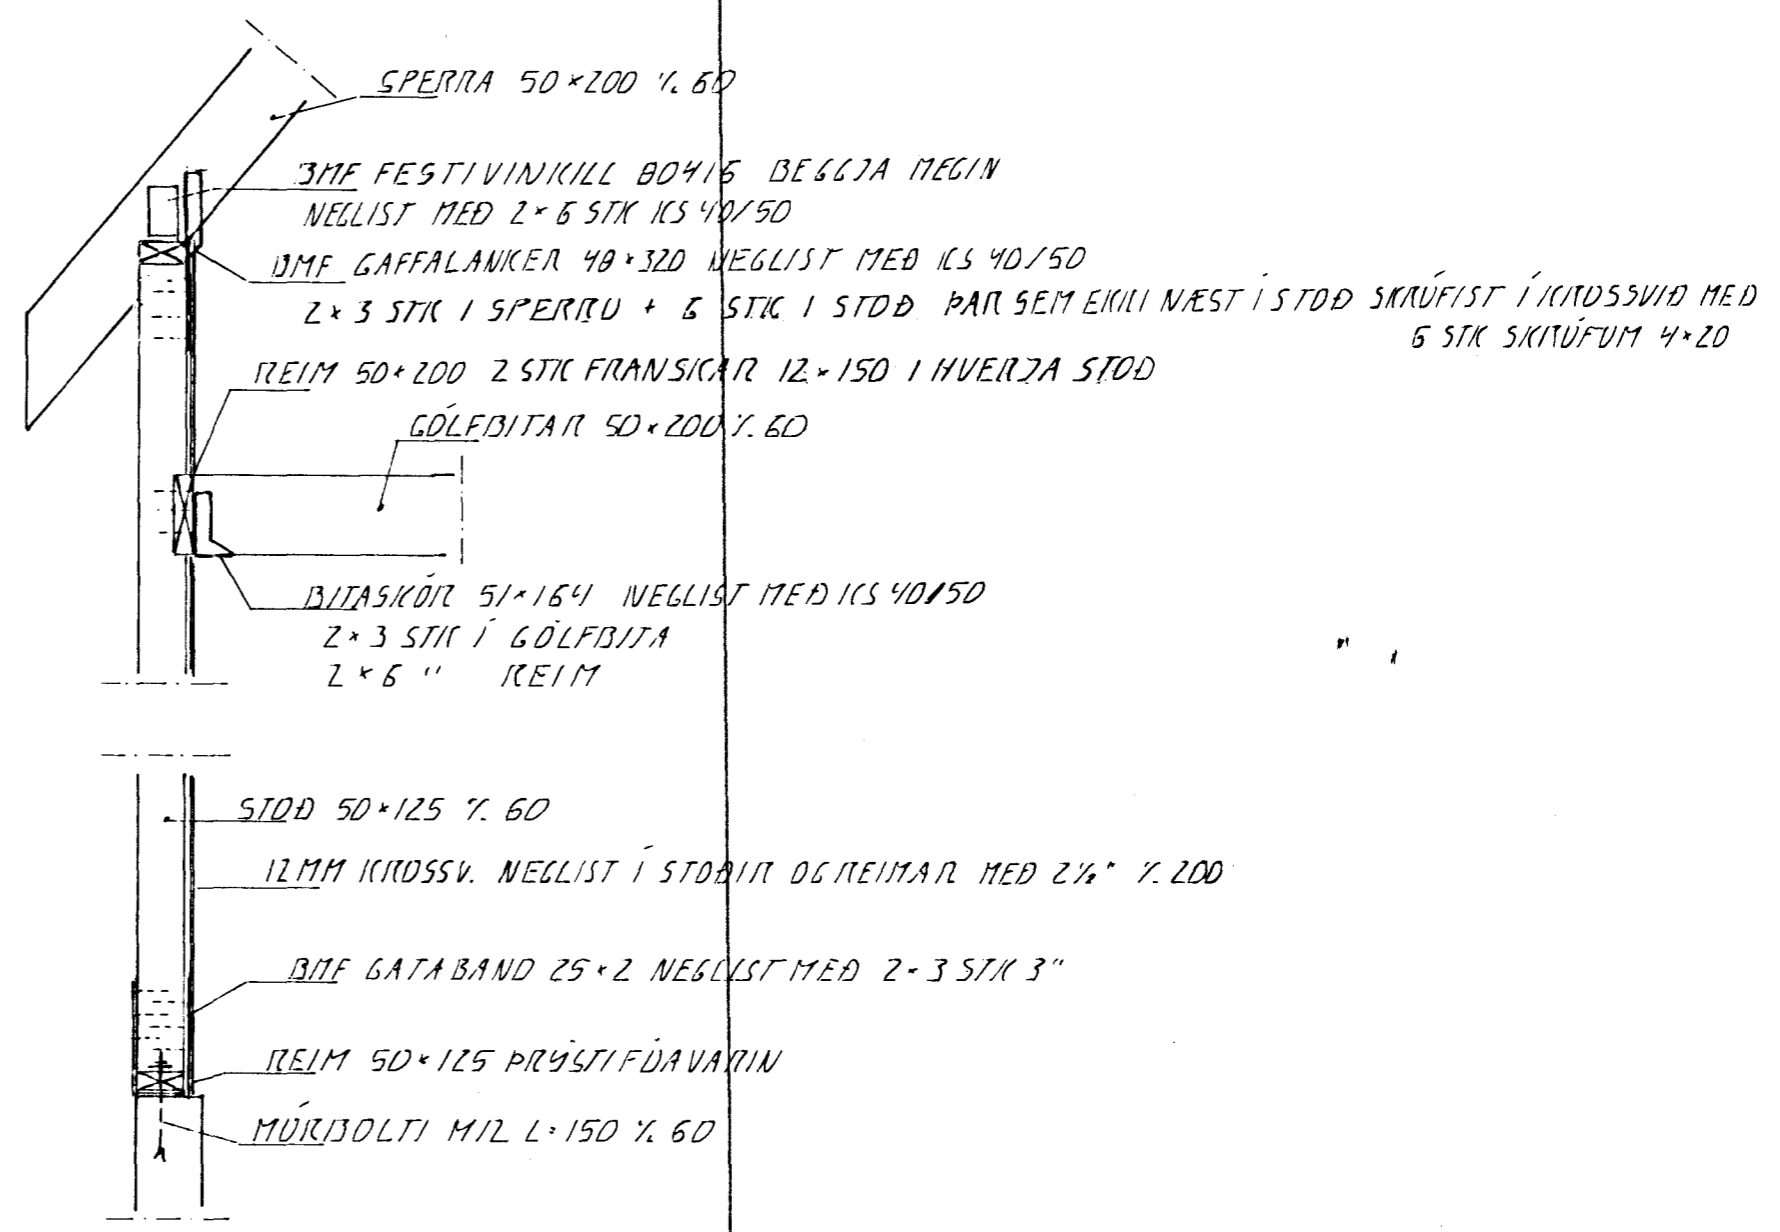 SPERRA 50×200 ٪ 60
BMF FESTIVINKILL 90416 BEGGJA MEGIN
NEGLIST MEÐ 2×6 STK KS 40/50
BMF GAFFALANKER 48×320 NEGLIST MEÐ KS 40/50
2×3 STK I SPERRU + 6 STK I STOÐ ÞAR SEM EKKI NÆST Í STOÐ SKRÚFIST Í KROSSVIÐ MEÐ
6 STK SKRÚFUM 4×20
REIM 50×200 2 STK FRANSKAR 12×150 I HVERJA STOÐ
GÓLFBITAR 50×200 ٪ 60
BITASKÓR 51×164 NEGLIST MEÐ KS 40/50
2×3 STK Í GÓLFBITA
2×6 " REIM
STOÐ 50×125 ٪ 60
12MM KROSSV. NEGLIST Í STOÐIR OG REIMAR MEÐ 2½" ٪ 200
BMF GATABAND 25×2 NEGLIST MEÐ 2×3 STK 3"
REIM 50×125 ÞRÝSTIFÚAVARIN
MÚRBOLTI M12 L=150 ٪ 60